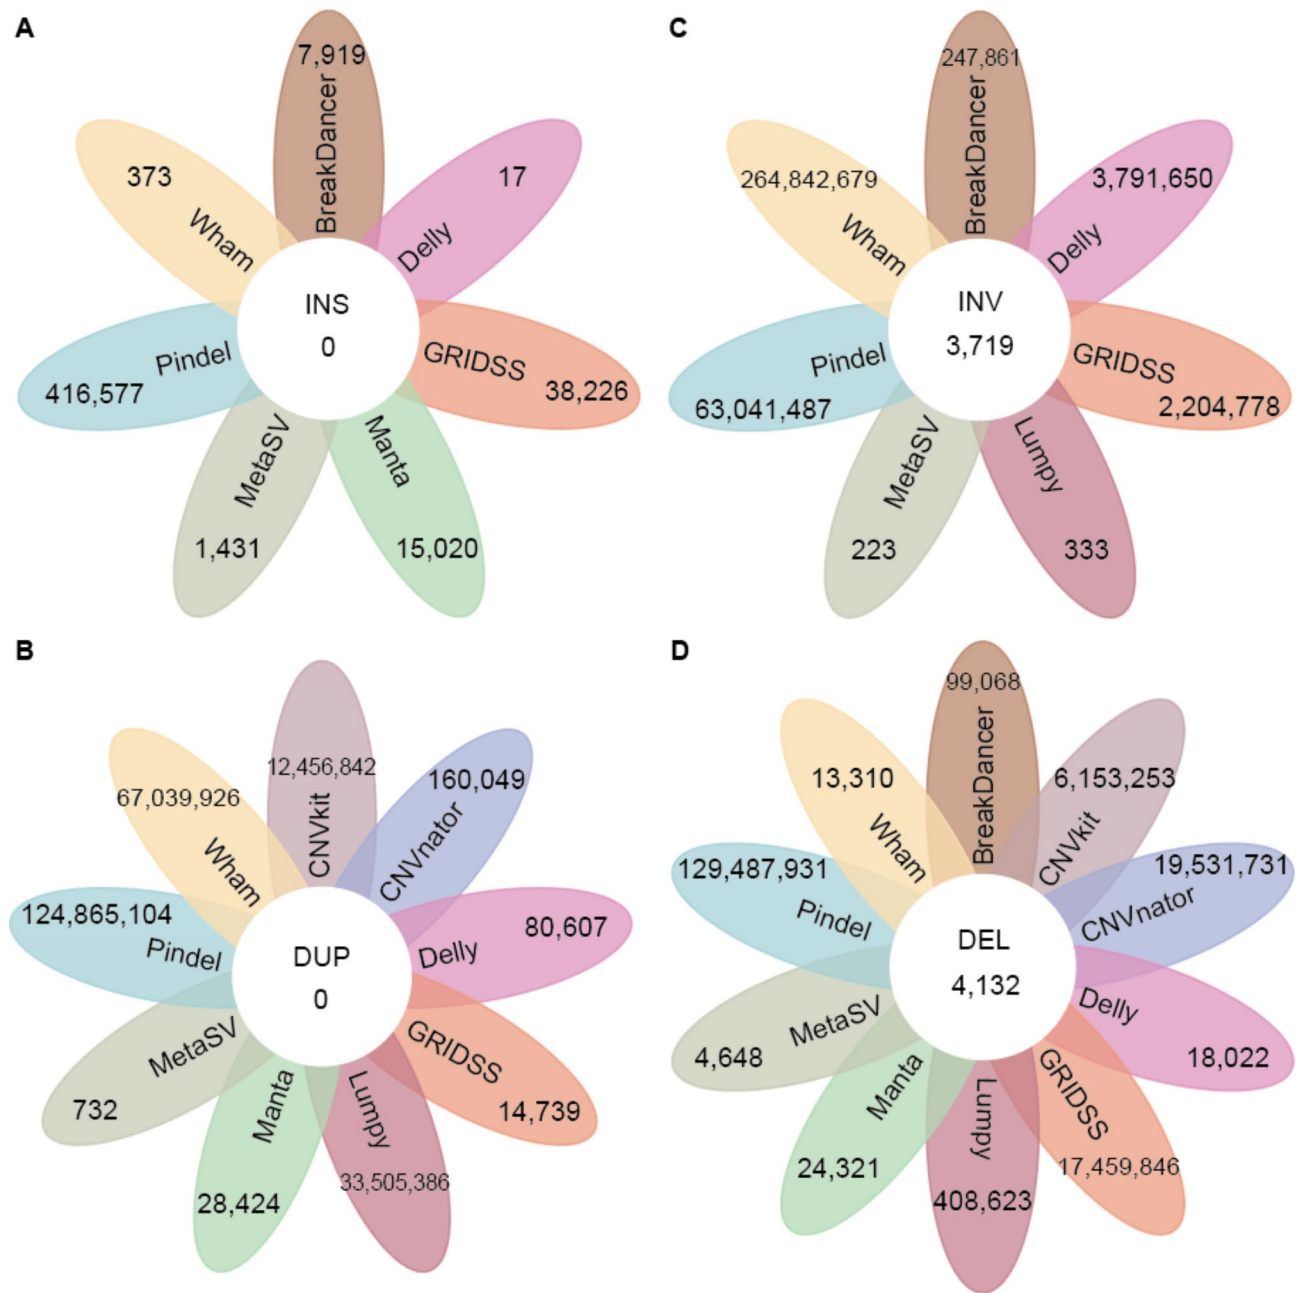 A
7,919
BreakDancer
17
Delly
GRIDSS
38,226
Manta
15,020
MetaSV
1,431
Pindel
416,577
373
Wham
INS
0
C
247,861
BreakDancer
3,791,650
Delly
GRIDSS
2,204,778
Lumpy
333
MetaSV
223
Pindel
63,041,487
264,842,679
Wham
INV
3,719
B
12,456,842
CNVkit
160,049
CNVnator
80,607
Delly
GRIDSS
14,739
Lumpy
33,505,386
Manta
28,424
MetaSV
732
124,865,104
Pindel
67,039,926
Wham
DUP
0
D
99,068
BreakDancer
6,153,253
CNVkit
19,531,731
CNVnator
Delly
18,022
GRIDSS
17,459,846
Lumpy
408,623
Manta
24,321
MetaSV
4,648
129,487,931
Pindel
13,310
Wham
DEL
4,132